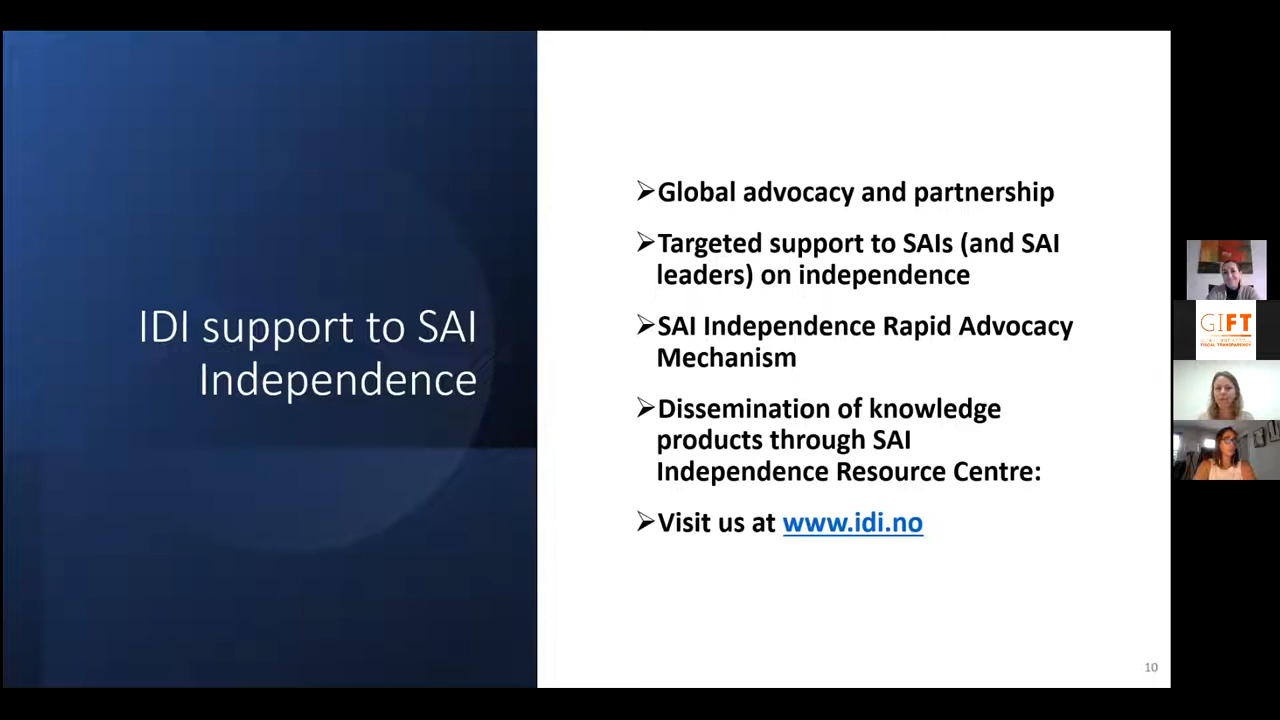 IDI support to SAI
Independence
➢Global advocacy and partnership
➢Targeted support to SAIs (and SAI
leaders) on independence
➢SAI Independence Rapid Advocacy
Mechanism
➢Dissemination of knowledge
products through SAI
Independence Resource Centre:
➢Visit us at www.idi.no
10
GIFT
FISCAL TRANSPARENCY